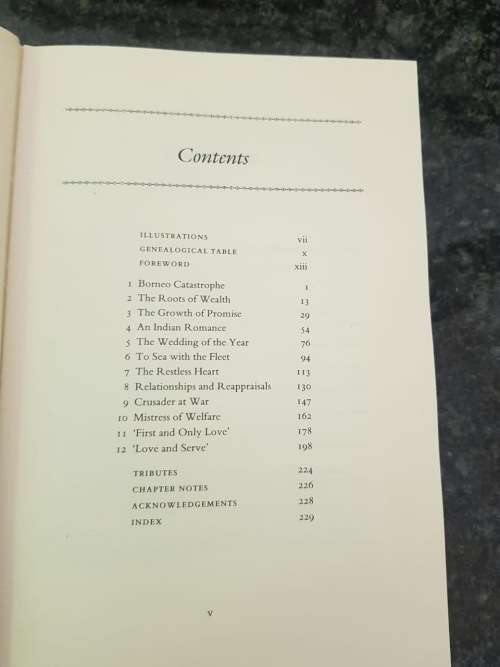 Contents
ILLUSTRATIONS vii
GENEALOGICAL TABLE x
FOREWORD xiii
1 Borneo Catastrophe 1
2 The Roots of Wealth 13
3 The Growth of Promise 29
4 An Indian Romance 54
5 The Wedding of the Year 76
6 To Sea with the Fleet 94
7 The Restless Heart 113
8 Relationships and Reappraisals 130
9 Crusader at War 147
10 Mistress of Welfare 162
11 ‘First and Only Love’ 178
12 ‘Love and Serve’ 198
TRIBUTES 224
CHAPTER NOTES 226
ACKNOWLEDGEMENTS 228
INDEX 229
v